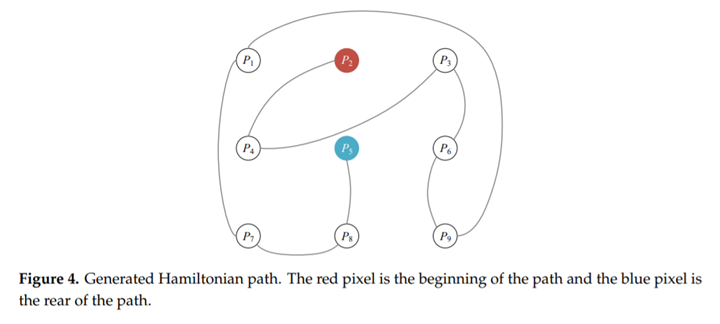 P₁ P₂ P₃
P₄ P₅ P₆
P₇ P₈ P₉
Figure 4. Generated Hamiltonian path. The red pixel is the beginning of the path and the blue pixel is
the rear of the path.